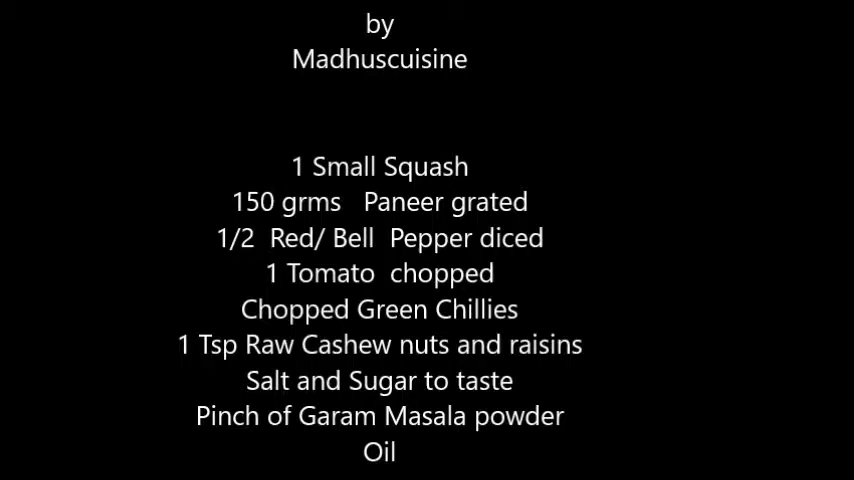 by
Madhuscuisine
1 Small Squash
150 grms Paneer grated
1/2 Red/ Bell Pepper diced
1 Tomato chopped
Chopped Green Chillies
1 Tsp Raw Cashew nuts and raisins
Salt and Sugar to taste
Pinch of Garam Masala powder
Oil